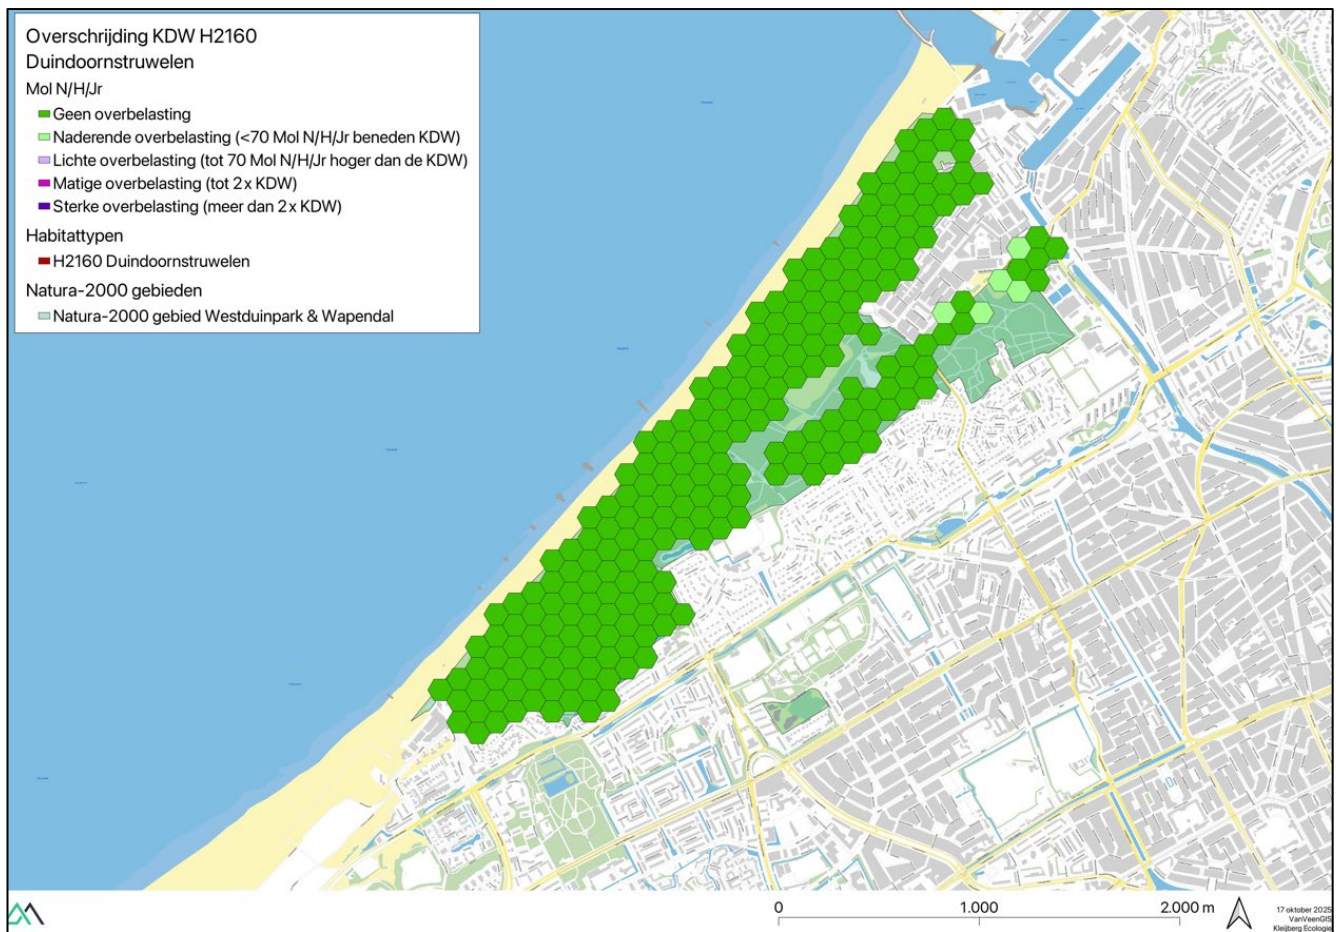 Overschrijding KDW H2160
Duindoornstruwelen
Mol N/H/Jr
Geen overbelasting
Naderende overbelasting (<70 Mol N/H/Jr beneden KDW)
Lichte overbelasting (tot 70 Mol N/H/Jr hoger dan de KDW)
Matige overbelasting (tot 2x KDW)
Sterke overbelasting (meer dan 2x KDW)
Habitattypen
H2160 Duindoornstruwelen
Natura-2000 gebieden
Natura-2000 gebied Westduinpark & Wapendal
0 1.000 2.000 m
17 oktober 2025
VanVeenGIS
Kleijberg Ecologie